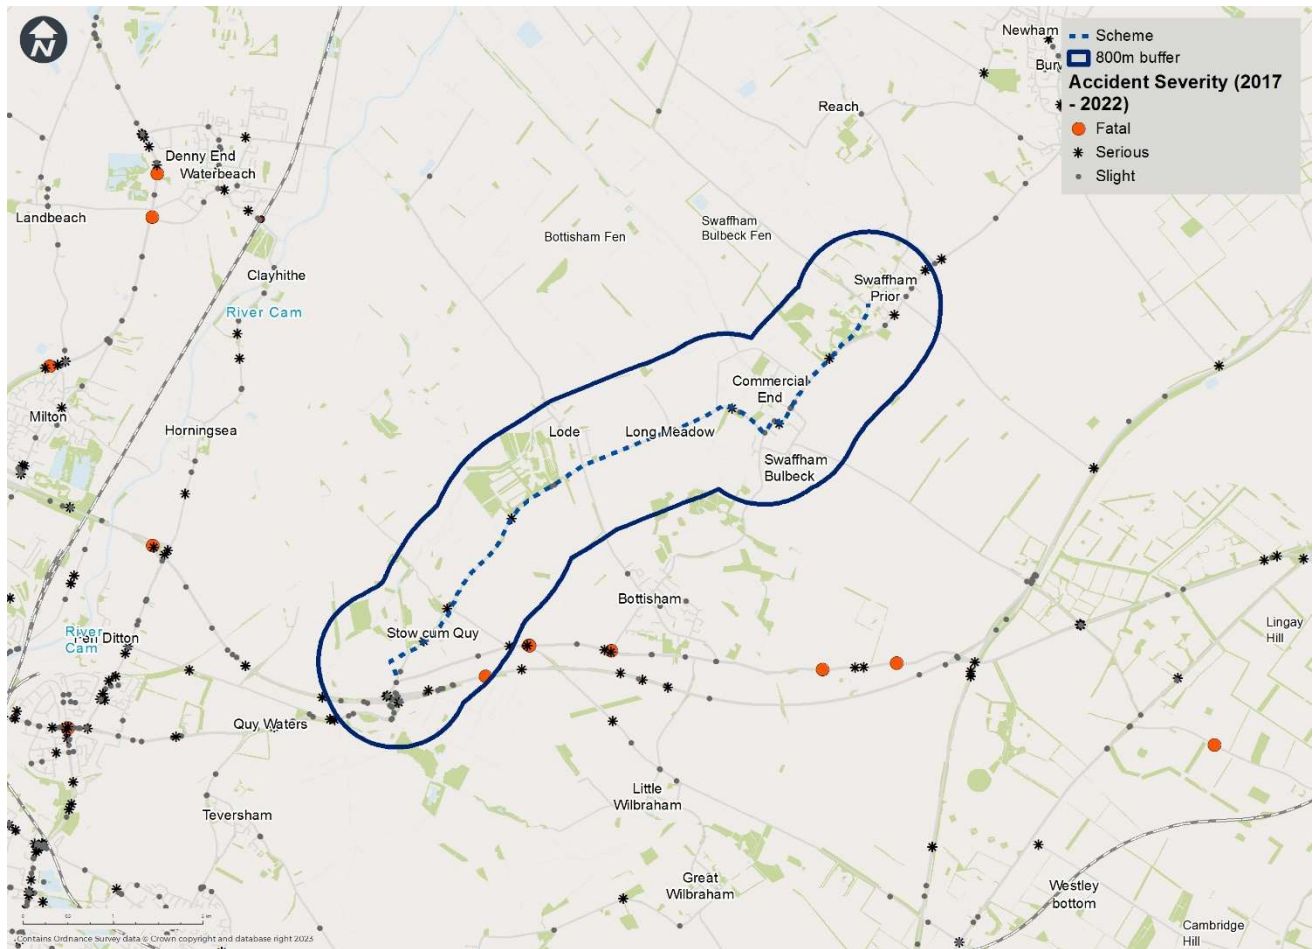 N
Newham
Scheme
800m buffer
Accident Severity (2017
- 2022)
Fatal
Serious
Slight
Reach
Denny End
Waterbeach
Landbeach
Swaffham
Bulbeck Fen
Bottisham Fen
Clayhithe
River Cam
Swaffham
Prior
Commercial
End
Milton
Horningsea
Lode
Long Meadow
Swaffham
Bulbeck
Bottisham
Stow cum Quy
River
Cam
Ditton
Lingay
Hill
Quy Waters
Little
Wilbraham
Teversham
Great
Wilbraham
Westley
bottom
Cambridge
Hill
Contains Ordnance Survey data © Crown copyright and database right 2023